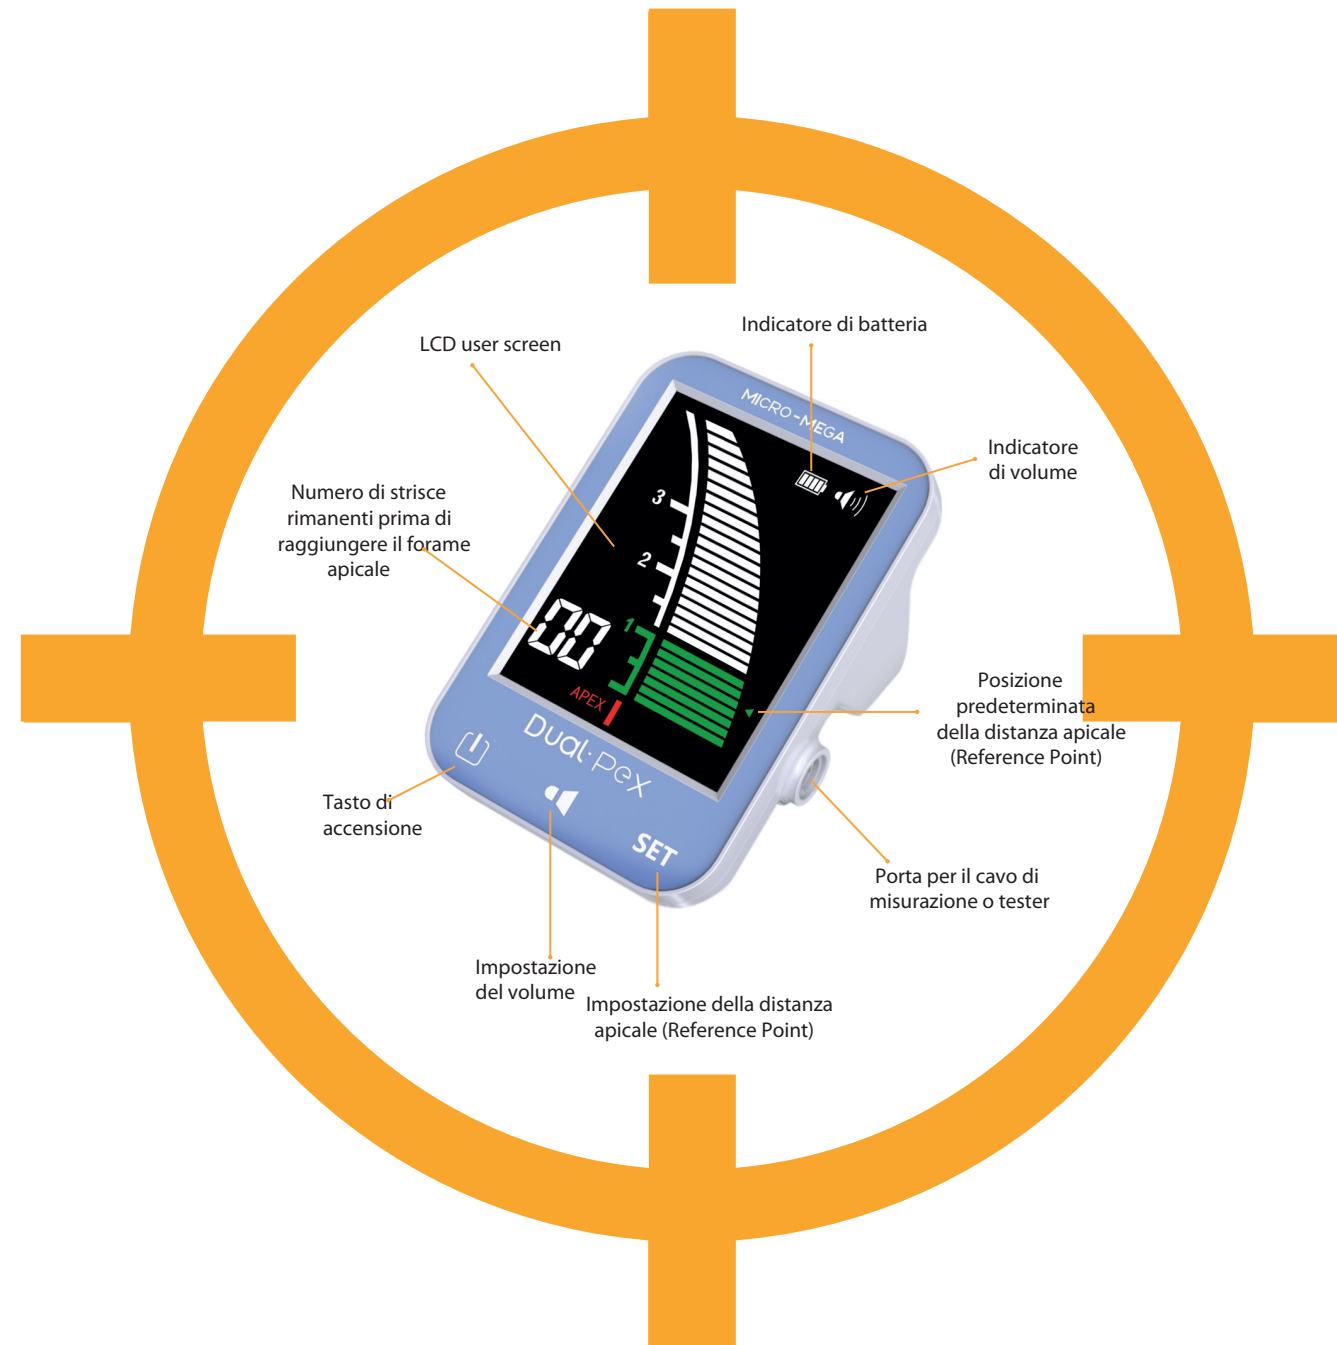 Indicatore di batteria
LCD user screen
MICRO-MEGA
Indicatore
di volume
Numero di strisce
rimanenti prima di
raggiungere il forame
apicale
3
2
1
00
APEX
Dual·pex
SET
Posizione
predeterminata
della distanza apicale
(Reference Point)
Tasto di
accensione
Porta per il cavo di
misurazione o tester
Impostazione
del volume
Impostazione della distanza
apicale (Reference Point)